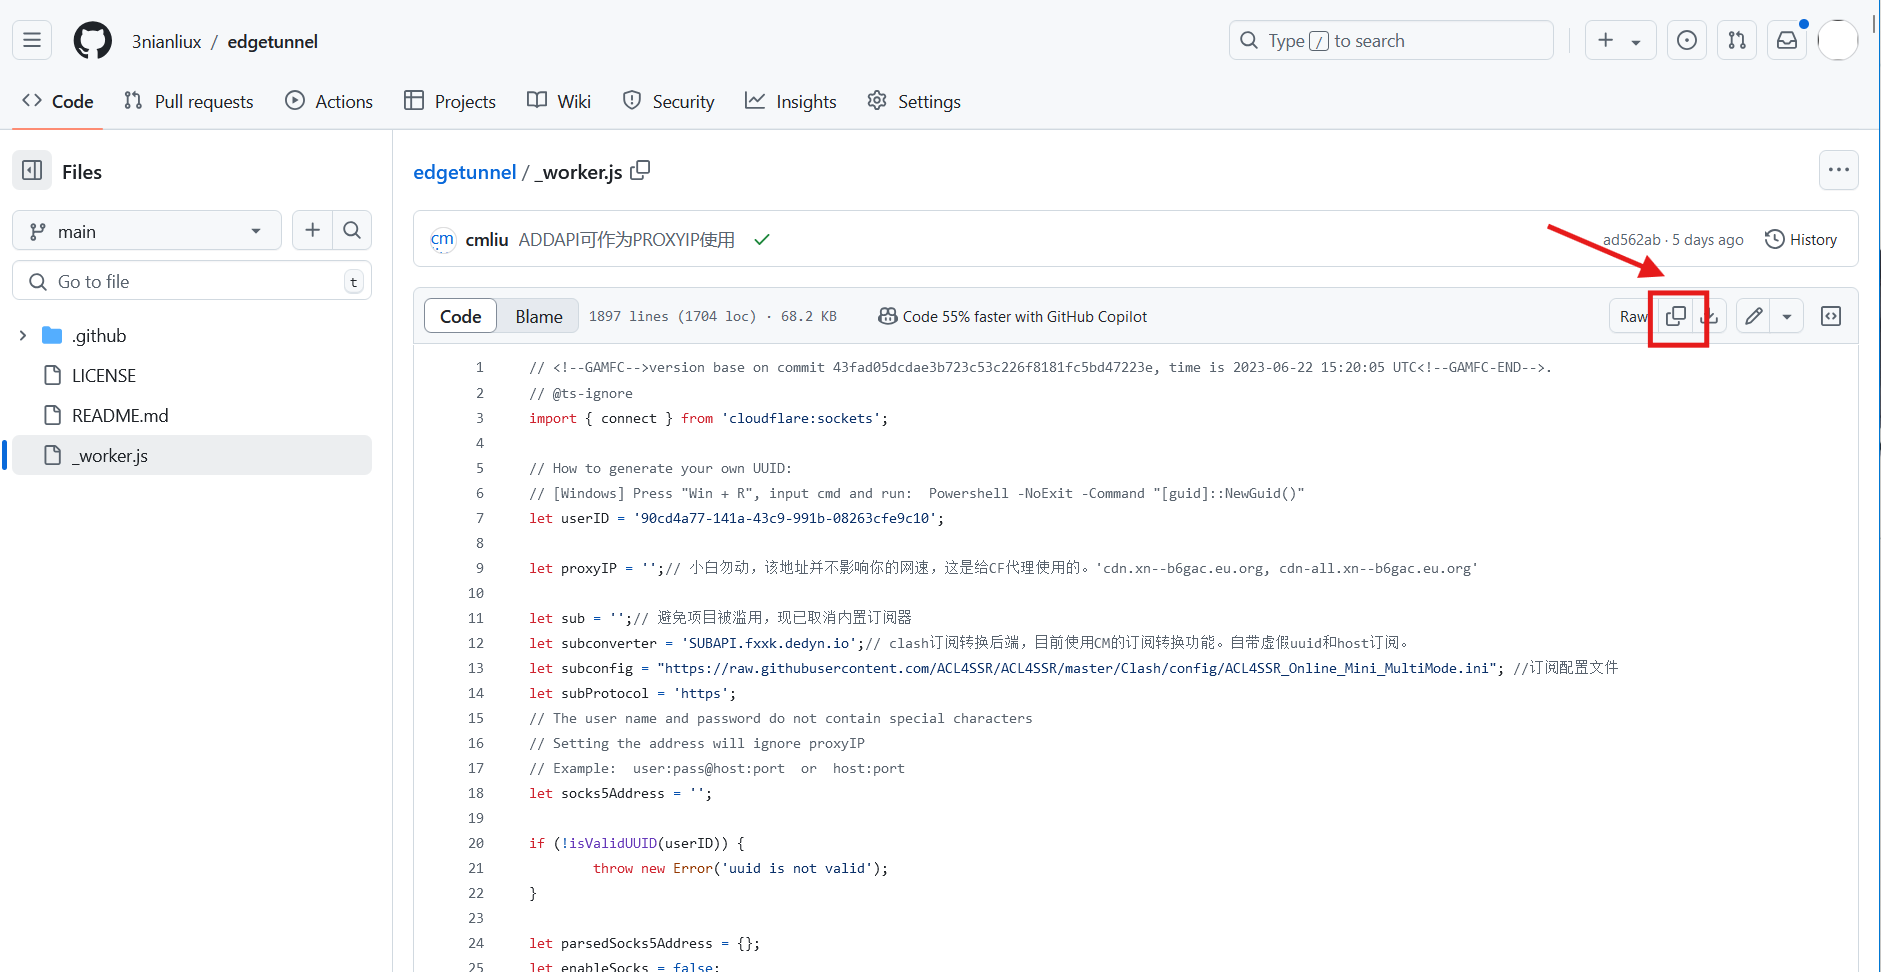 3nianliux / edgetunnel
Type / to search
Code
Pull requests
Actions
Projects
Wiki
Security
Insights
Settings
Files
main
Go to file
t
.github
LICENSE
README.md
_worker.js
edgetunnel / _worker.js
cm cmliu ADDAPI可作为PROXYIP使用
ad562ab · 5 days ago
History
Code Blame 1897 lines (1704 loc) · 68.2 KB
Code 55% faster with GitHub Copilot
Raw
1 // <!--GAMFC-->version base on commit 43fad05dcdae3b723c53c226f8181fc5bd47223e, time is 2023-06-22 15:20:05 UTC<!--GAMFC-END-->.
2 // @ts-ignore
3 import { connect } from 'cloudflare:sockets';
4
5 // How to generate your own UUID:
6 // [Windows] Press "Win + R", input cmd and run:  Powershell -NoExit -Command "[guid]::NewGuid()"
7 let userID = '90cd4a77-141a-43c9-991b-08263cfe9c10';
8
9 let proxyIP = '';// 小白勿动，该地址并不影响你的网速，这是给CF代理使用的。'cdn.xn--b6gac.eu.org, cdn-all.xn--b6gac.eu.org'
10
11 let sub = '';// 避免项目被滥用，现已取消内置订阅器
12 let subconverter = 'SUBAPI.fxxk.dedyn.io';// clash订阅转换后端，目前使用CM的订阅转换功能。自带虚假uuid和host订阅。
13 let subconfig = "https://raw.githubusercontent.com/ACL4SSR/ACL4SSR/master/Clash/config/ACL4SSR_Online_Mini_MultiMode.ini"; //订阅配置文件
14 let subProtocol = 'https';
15 // The user name and password do not contain special characters
16 // Setting the address will ignore proxyIP
17 // Example:  user:pass@host:port  or  host:port
18 let socks5Address = '';
19
20 if (!isValidUUID(userID)) {
21 throw new Error('uuid is not valid');
22 }
23
24 let parsedSocks5Address = {};
25 let enableSocks = false;